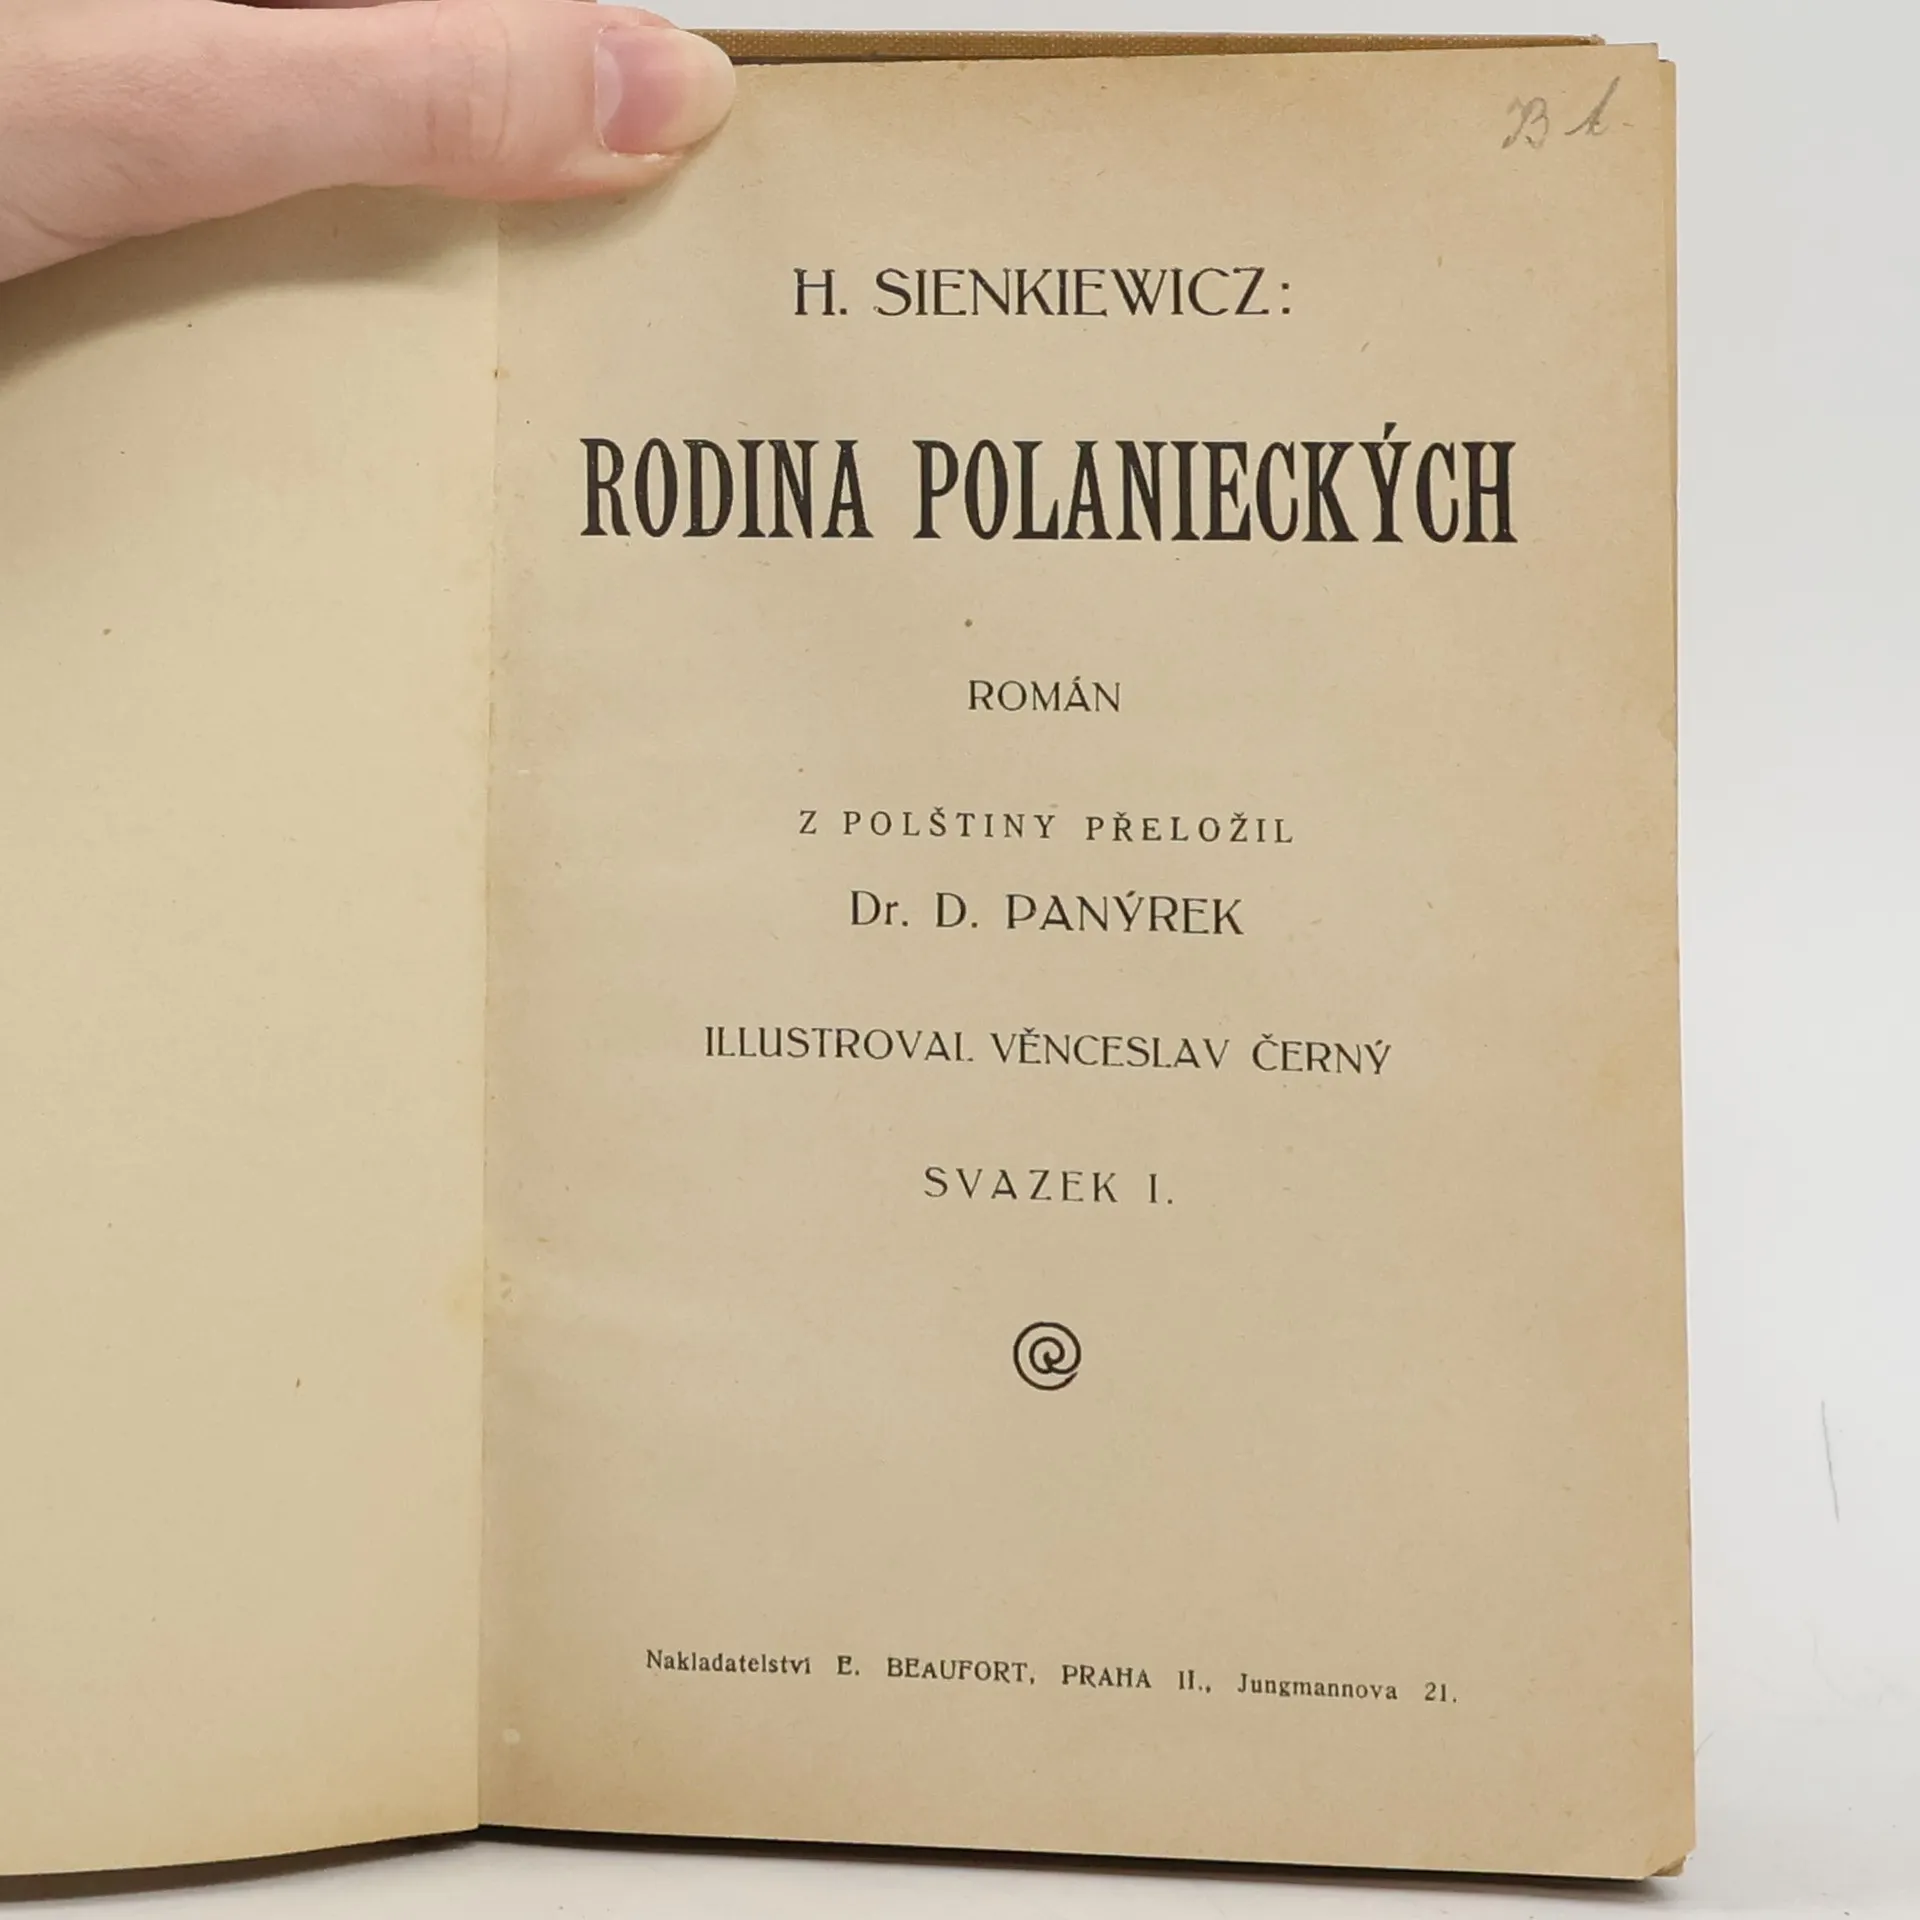 H. SIENKIEWICZ:
RODINA POLANIECKÝCH
ROMÁN
Z POLŠTINY PŘELOŽIL
Dr. D. PANÝREK
ILLUSTROVAL VĚNCESLAV ČERNÝ
SVAZEK I.
Nakladatelství E. BEAUFORT, PRAHA II., Jungmannova 21.